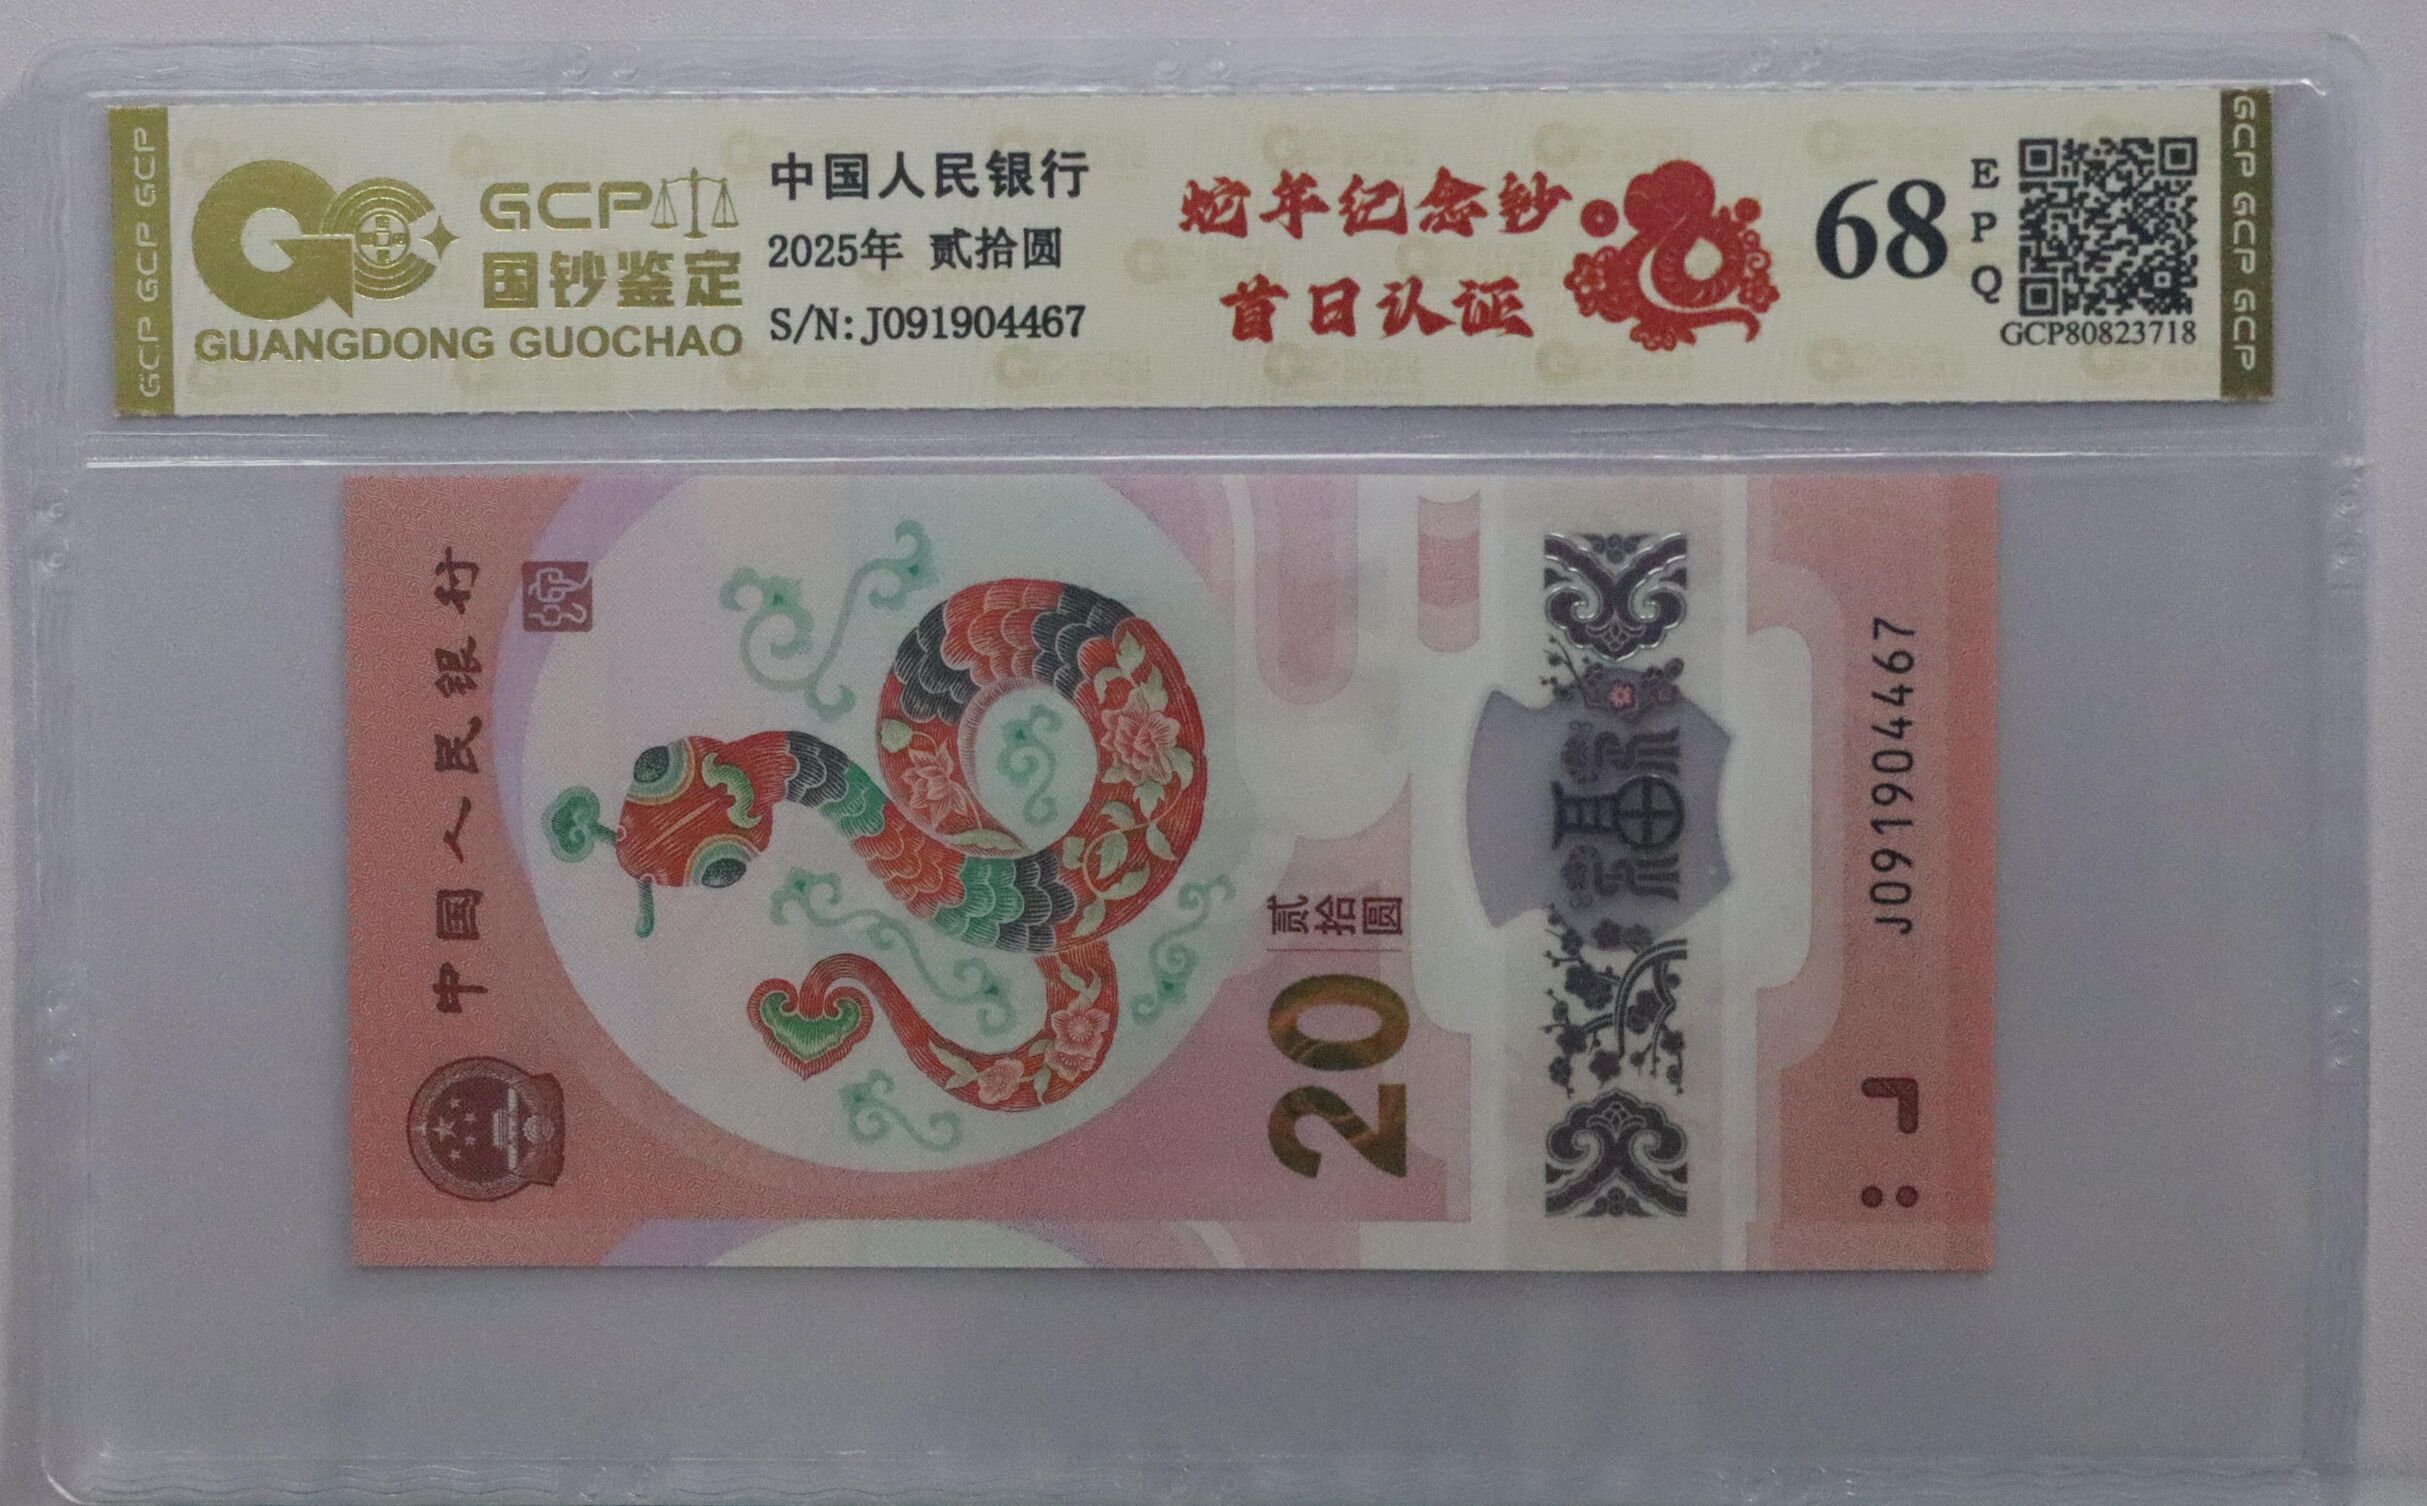 GCP GCP GCP
GCP
国钞鉴定
GUANGDONG GUOCHAO
中国人民银行
2025年 贰拾圆
S/N: J091904467
蛇年纪念钞
首日认证
68
EPQ
GCP80823718
GCP GCP GCP
中国人民银行
20
贰拾圆
福
J091904467